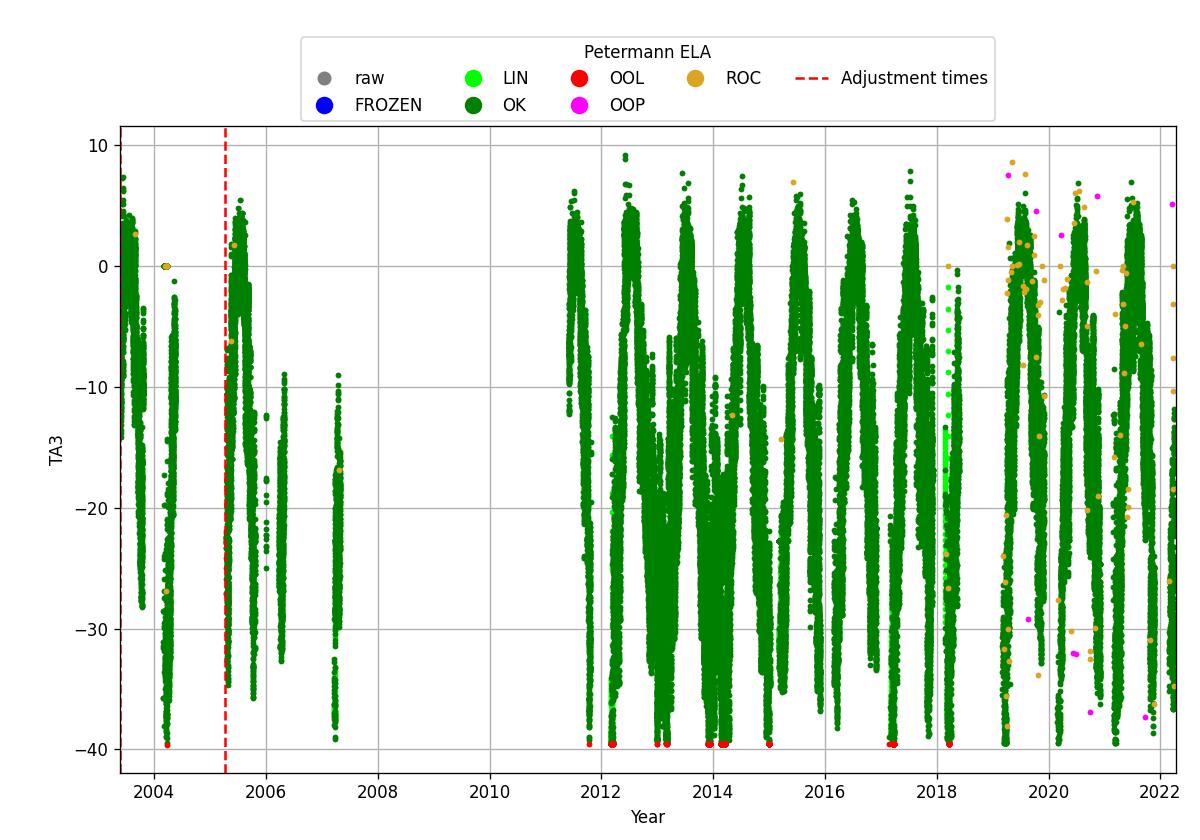 Petermann ELA
raw LIN OOL ROC Adjustment times
FROZEN OK OOP
10
0
−10
−20
−30
−40
TA3
2004 2006 2008 2010 2012 2014 2016 2018 2020 2022
Year